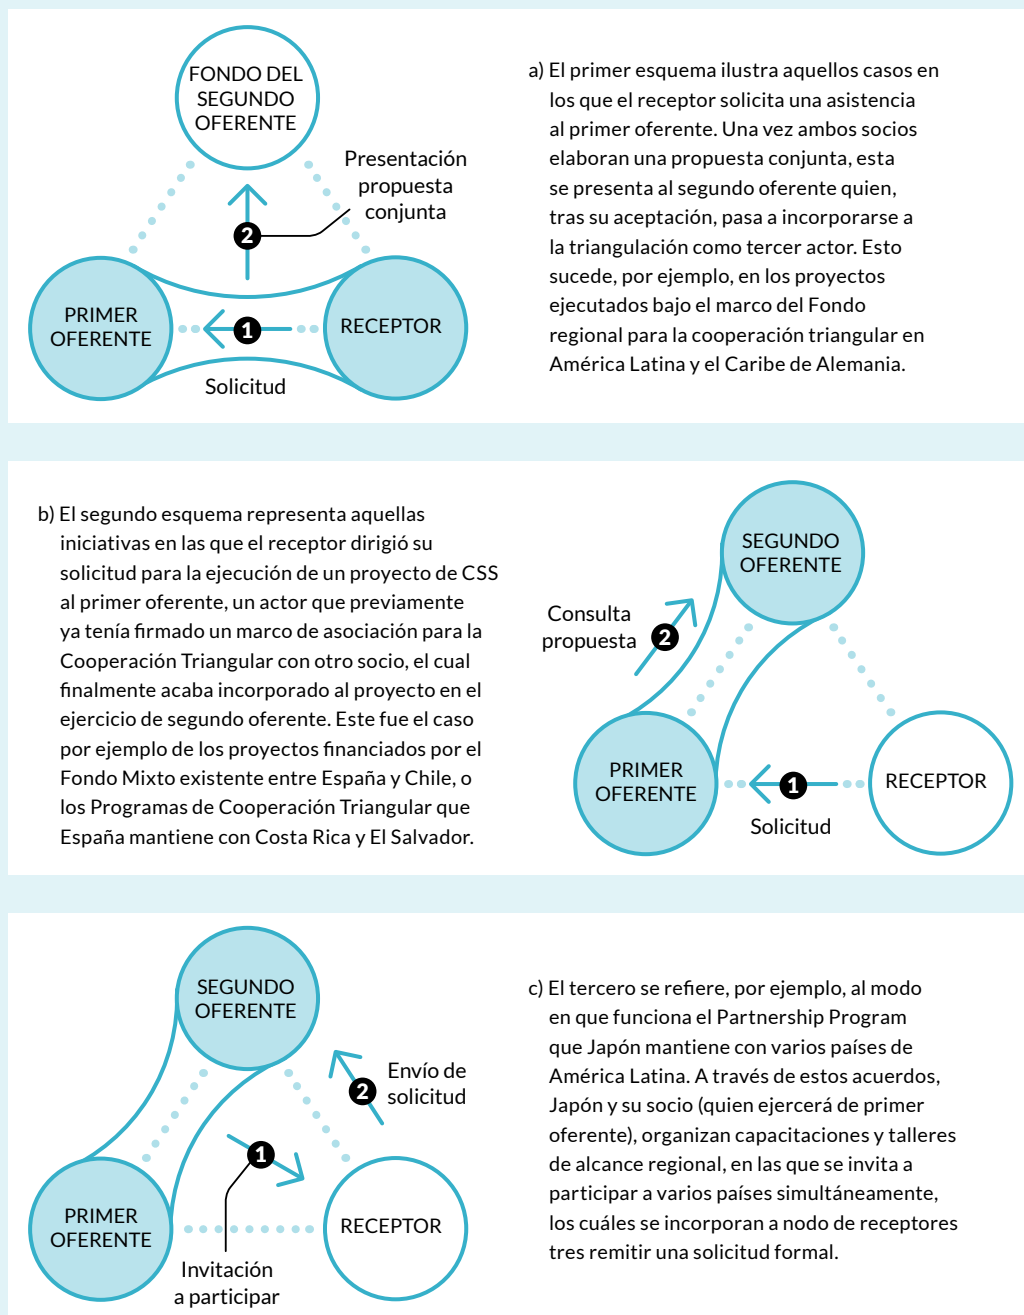 FONDO DEL
SEGUNDO
OFERENTE
Presentación
propuesta
conjunta
2
PRIMER
OFERENTE
1
RECEPTOR
Solicitud
a) El primer esquema ilustra aquellos casos en
los que el receptor solicita una asistencia
al primer oferente. Una vez ambos socios
elaboran una propuesta conjunta, esta
se presenta al segundo oferente quien,
tras su aceptación, pasa a incorporarse a
la triangulación como tercer actor. Esto
sucede, por ejemplo, en los proyectos
ejecutados bajo el marco del Fondo
regional para la cooperación triangular en
América Latina y el Caribe de Alemania.
b) El segundo esquema representa aquellas
iniciativas en las que el receptor dirigió su
solicitud para la ejecución de un proyecto de CSS
al primer oferente, un actor que previamente
ya tenía firmado un marco de asociación para la
Cooperación Triangular con otro socio, el cual
finalmente acaba incorporado al proyecto en el
ejercicio de segundo oferente. Este fue el caso
por ejemplo de los proyectos financiados por el
Fondo Mixto existente entre España y Chile, o
los Programas de Cooperación Triangular que
España mantiene con Costa Rica y El Salvador.
SEGUNDO
OFERENTE
Consulta
propuesta
2
PRIMER
OFERENTE
1
RECEPTOR
Solicitud
SEGUNDO
OFERENTE
Envío de
solicitud
2
1
PRIMER
OFERENTE
RECEPTOR
Invitación
a participar
c) El tercero se refiere, por ejemplo, al modo
en que funciona el Partnership Program
que Japón mantiene con varios países de
América Latina. A través de estos acuerdos,
Japón y su socio (quien ejercerá de primer
oferente), organizan capacitaciones y talleres
de alcance regional, en las que se invita a
participar a varios países simultáneamente,
los cuáles se incorporan a nodo de receptores
tres remitir una solicitud formal.